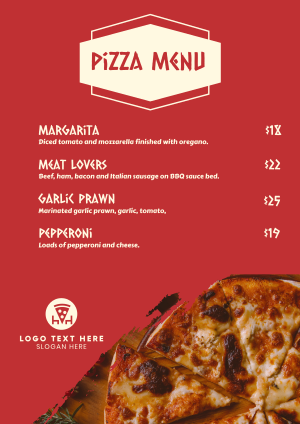 PIZZA MENU
MARGARITA $18
Diced tomato and mozzarella finished with oregano.
MEAT LOVERS $22
Beef, ham, bacon and Italian sausage on BBQ sauce bed.
GARLIC PRAWN $25
Marinated garlic prawn, garlic, tomato,
PEPPERONI $19
Loads of pepperoni and cheese.
LOGO TEXT HERE
SLOGAN HERE